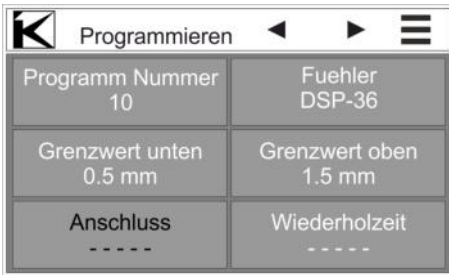 Programmieren
Programm Nummer
10
Fuehler
DSP-36
Grenzwert unten
0.5 mm
Grenzwert oben
1.5 mm
Anschluss
- - - - -
Wiederholzeit
- - - - -